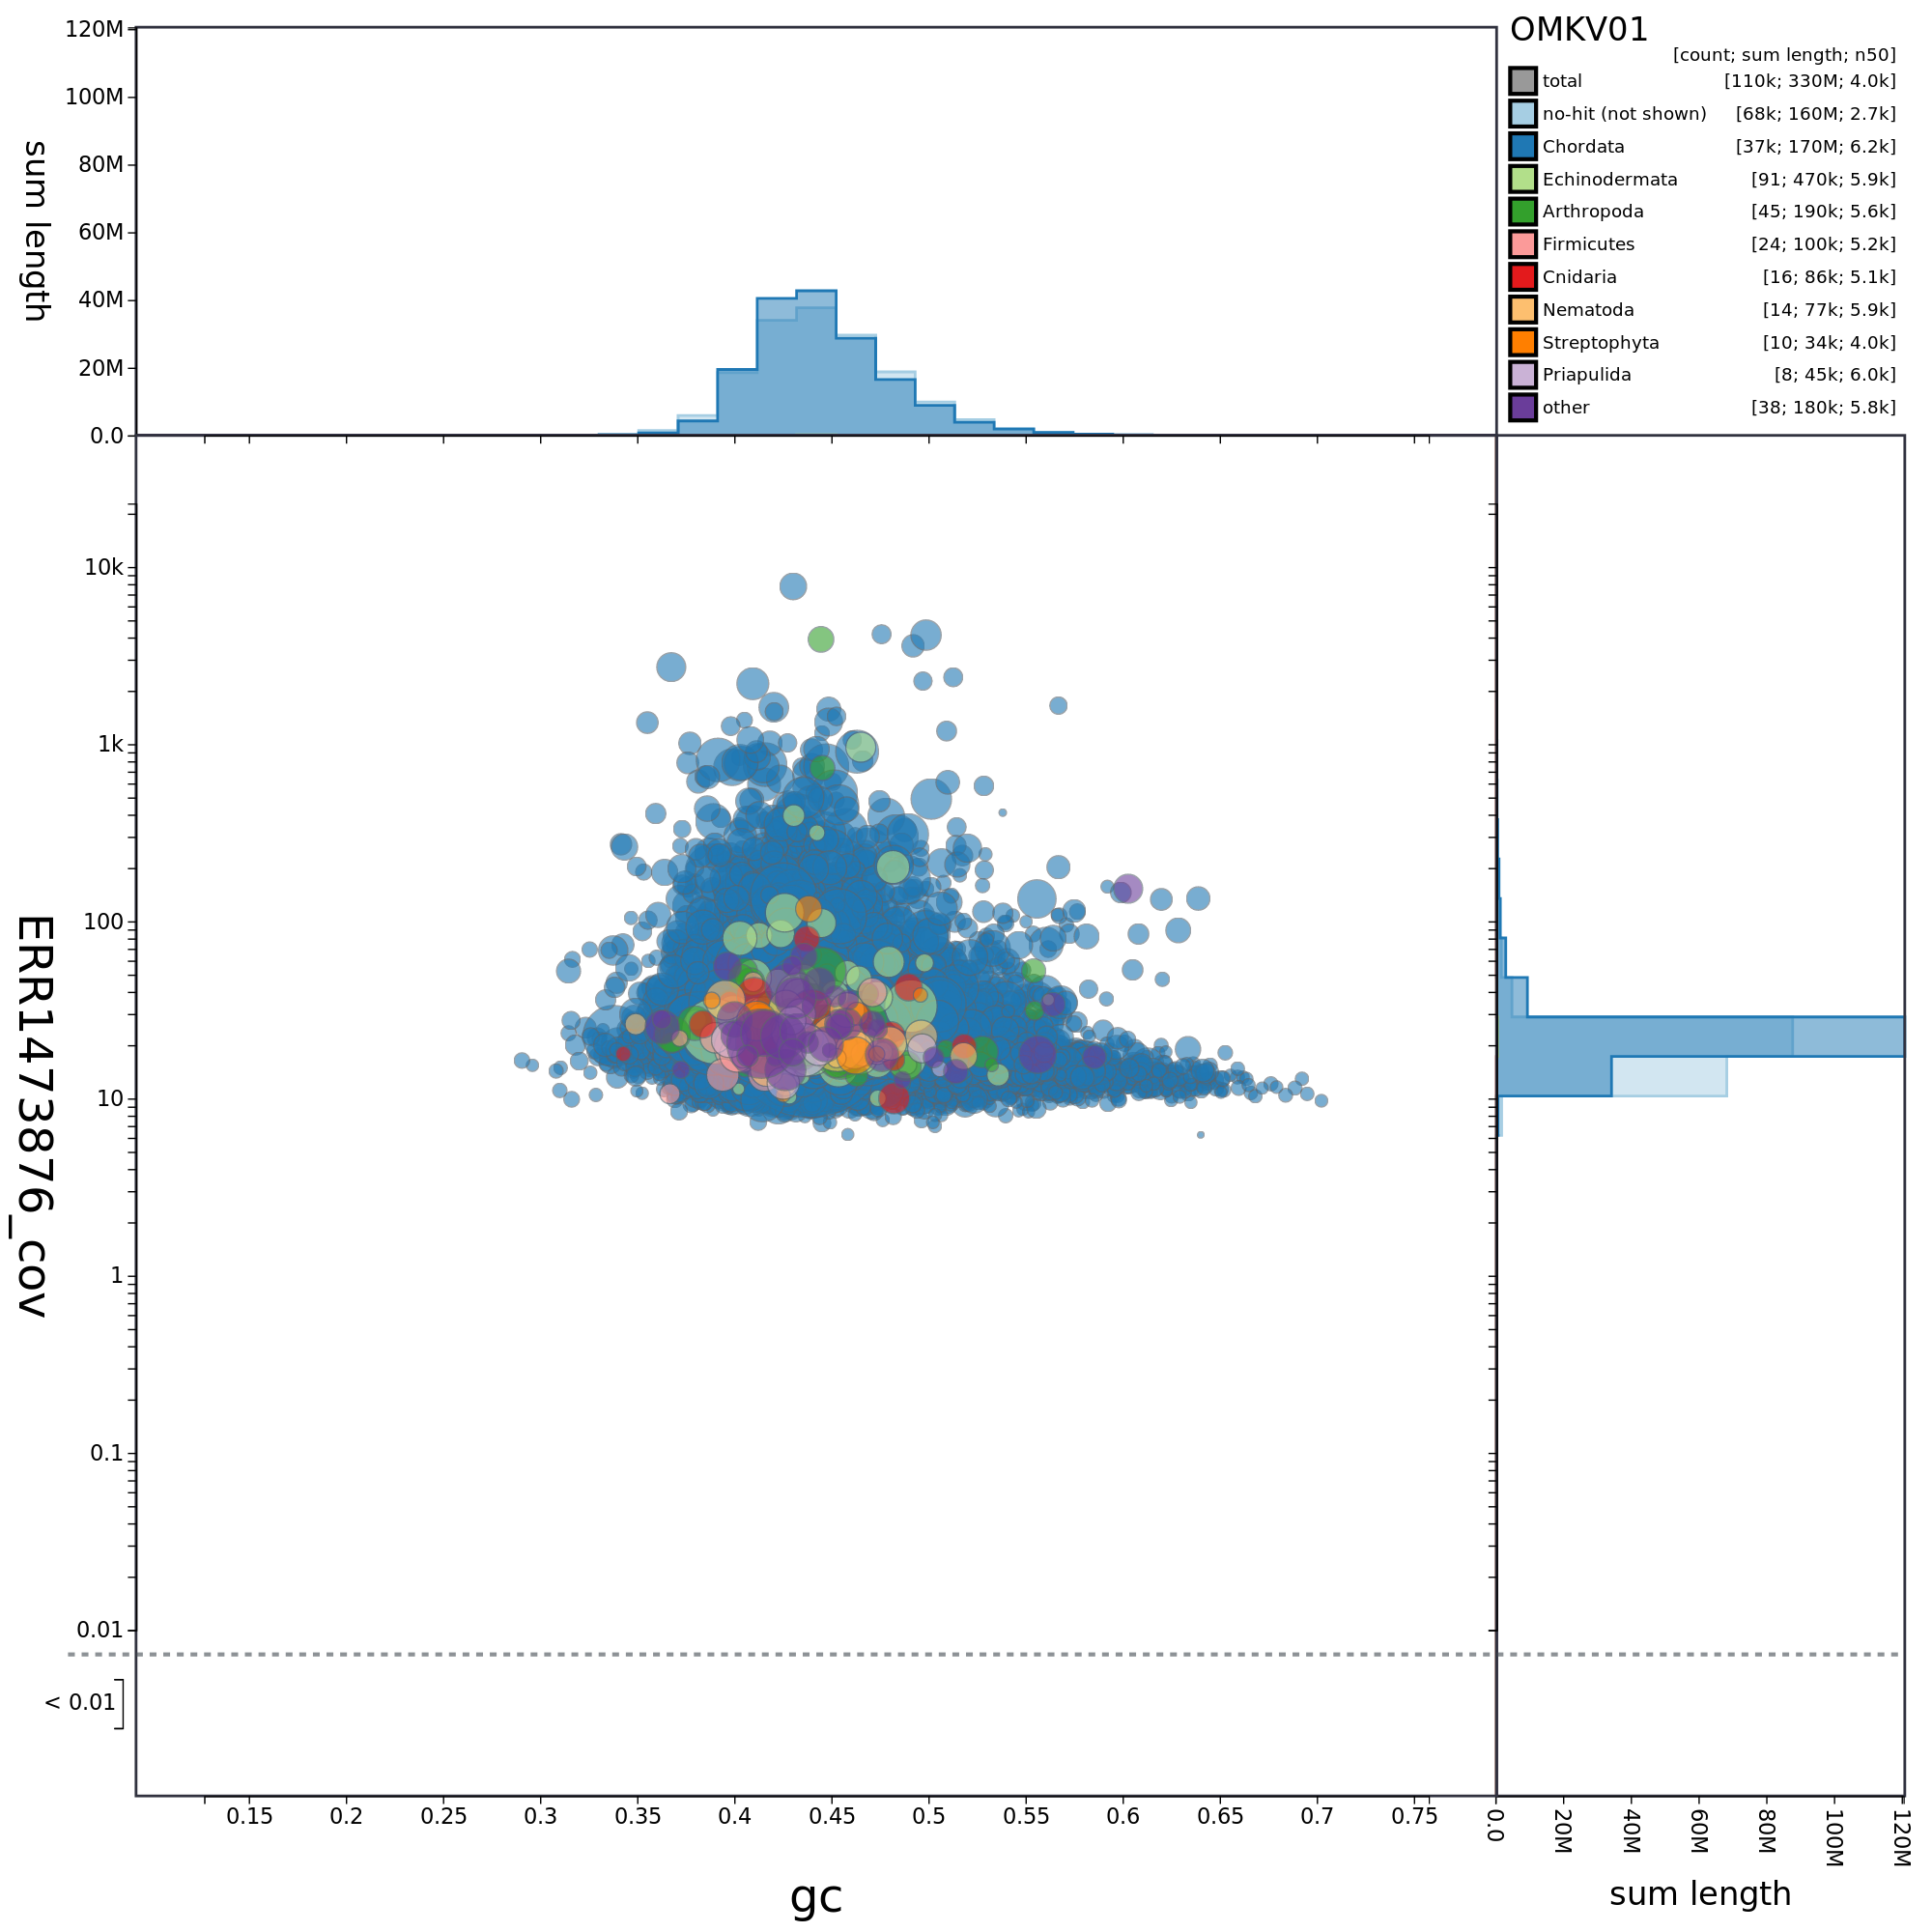 OMKV01
[count; sum length; n50]
total [110k; 330M; 4.0k]
no-hit (not shown) [68k; 160M; 2.7k]
Chordata [37k; 170M; 6.2k]
Echinodermata [91; 470k; 5.9k]
Arthropoda [45; 190k; 5.6k]
Firmicutes [24; 100k; 5.2k]
Cnidaria [16; 86k; 5.1k]
Nematoda [14; 77k; 5.9k]
Streptophyta [10; 34k; 4.0k]
Priapulida [8; 45k; 6.0k]
other [38; 180k; 5.8k]
sum length
120M
100M
80M
60M
40M
20M
0.0
ERR1473876_cov
10k
1k
100
10
1
0.1
0.01
< 0.01
0.15 0.2 0.25 0.3 0.35 0.4 0.45 0.5 0.55 0.6 0.65 0.7 0.75
gc
0.0 20M 40M 60M 80M 100M 120M
sum length